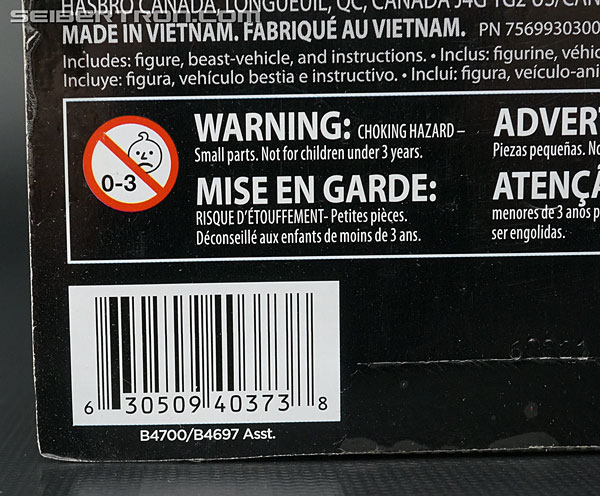 SEIBERTRON.COM
HASBRO CANADA, LONGUEUIL, QC, CANADA J4G 1G2 US/CAN
MADE IN VIETNAM. FABRIQUÉ AU VIETNAM. PN 7569930300
Includes: figure, beast-vehicle, and instructions. • Inclus: figurine, véhic
Incluye: figura, vehículo bestia e instructivo. • Inclui: figura, veículo-ani
0-3
WARNING: CHOKING HAZARD –
Small parts. Not for children under 3 years.
MISE EN GARDE:
RISQUE D'ÉTOUFFEMENT- Petites pièces.
Déconseillé aux enfants de moins de 3 ans.
ADVERT
Piezas pequeñas. No
ATENÇÃ
menores de 3 anos p
ser engolidas.
6 30509 40373 8
B4700/B4697 Asst.